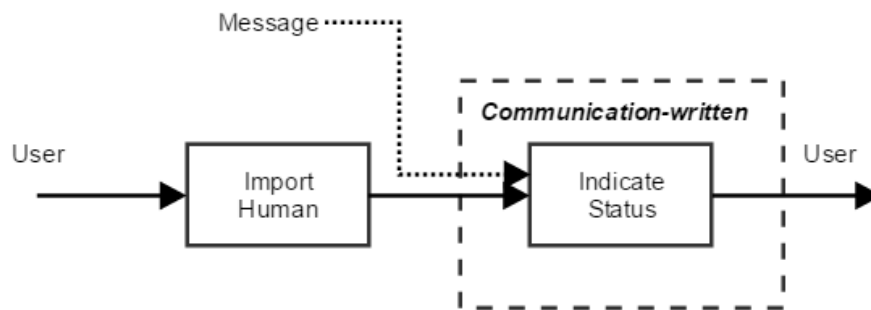 Message
Communication-written
User
Import
Human
Indicate
Status
User